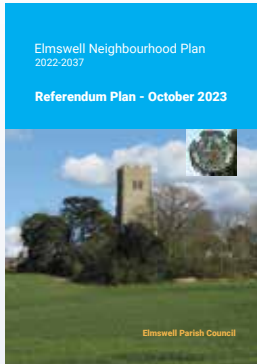 Elmswell Neighbourhood Plan
2022-2037
Referendum Plan - October 2023
Elmswell Parish Council